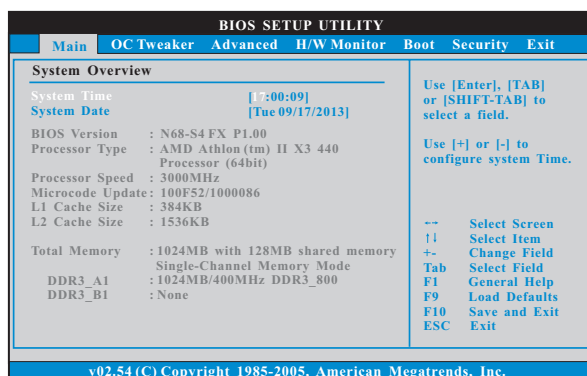 BIOS SETUP UTILITY
Main OC Tweaker Advanced H/W Monitor Boot Security Exit
System Overview
System Time [17:00:09]
System Date [Tue 09/17/2013]
BIOS Version : N68-S4 FX P1.00
Processor Type : AMD Athlon (tm) II X3 440
Processor (64bit)
Processor Speed : 3000MHz
Microcode Update : 100F52/1000086
L1 Cache Size : 384KB
L2 Cache Size : 1536KB
Total Memory : 1024MB with 128MB shared memory
Single-Channel Memory Mode
DDR3_A1 : 1024MB/400MHz DDR3_800
DDR3_B1 : None
Use [Enter], [TAB]
or [SHIFT-TAB] to
select a field.
Use [+] or [-] to
configure system Time.
←→ Select Screen
↑↓ Select Item
+- Change Field
Tab Select Field
F1 General Help
F9 Load Defaults
F10 Save and Exit
ESC Exit
v02.54 (C) Copyright 1985-2005, American Megatrends, Inc.